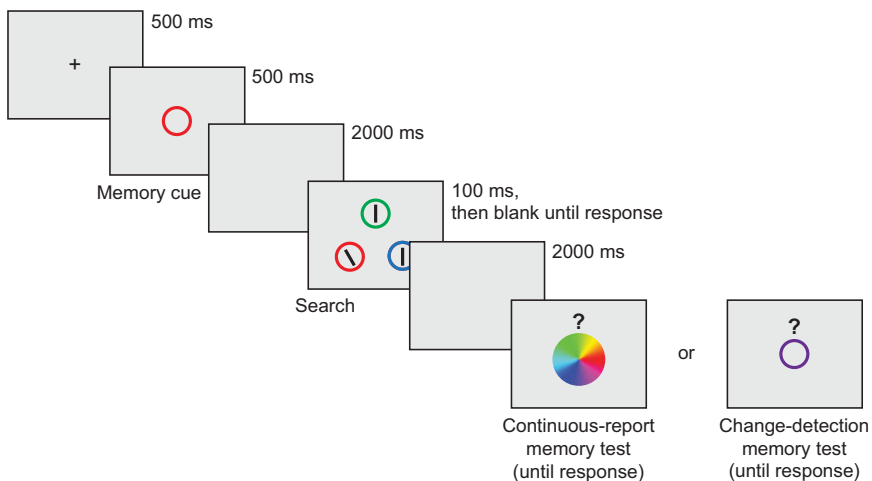 500 ms
+
500 ms
Memory cue
2000 ms
100 ms,
then blank until response
Search
2000 ms
?
Continuous-report
memory test
(until response)
or
?
Change-detection
memory test
(until response)